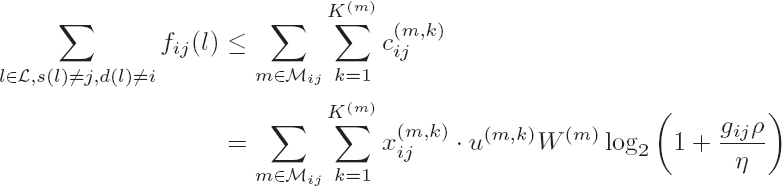 \sum_{l \in \mathcal{L}, s(l) \neq j, d(l) \neq i} f_{ij}(l) \leq \sum_{m \in \mathcal{M}_{ij}} \sum_{k=1}^{K^{(m)}} c_{ij}^{(m,k)}
= \sum_{m \in \mathcal{M}_{ij}} \sum_{k=1}^{K^{(m)}} x_{ij}^{(m,k)} \cdot u^{(m,k)} W^{(m)} \log_2 \left( 1 + \frac{g_{ij} \rho}{\eta} \right)